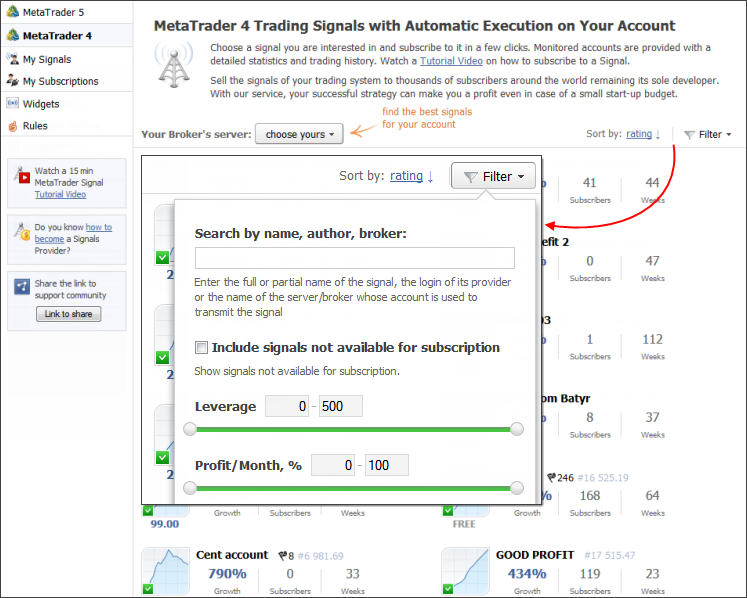 MetaTrader 5
MetaTrader 4
My Signals
My Subscriptions
Widgets
Rules
Watch a 15 min
MetaTrader Signal
Tutorial Video
Do you know how to
become a Signals
Provider?
Share the link to
support community
Link to share
MetaTrader 4 Trading Signals with Automatic Execution on Your Account
Choose a signal you are interested in and subscribe to it in a few clicks. Monitored accounts are provided with a
detailed statistics and trading history. Watch a Tutorial Video on how to subscribe to a Signal.
Sell the signals of your trading system to thousands of subscribers around the world remaining its sole developer.
With our service, your successful strategy can make you a profit even in case of a small start-up budget.
find the best signals
for your account
Your Broker's server: choose yours
Sort by: rating ↓ Filter
Sort by: rating ↓ Filter
Search by name, author, broker:
Enter the full or partial name of the signal, the login of its provider
or the name of the server/broker whose account is used to
transmit the signal
Include signals not available for subscription
Show signals not available for subscription.
Leverage 0 - 500
Profit/Month, % 0 - 100
2
2
2
41 44
Subscribers Weeks
efit 2
0 47
Subscribers Weeks
03
1 112
Subscribers Weeks
om Batyr
8 37
Subscribers Weeks
246 #16 525.19
% 168 64
99.00 Growth Subscribers Weeks
FREE Growth Subscribers Weeks
Cent account 8 #6 981.69
790% 0 33
Growth Subscribers Weeks
GOOD PROFIT #17 515.47
434% 119 23
Growth Subscribers Weeks